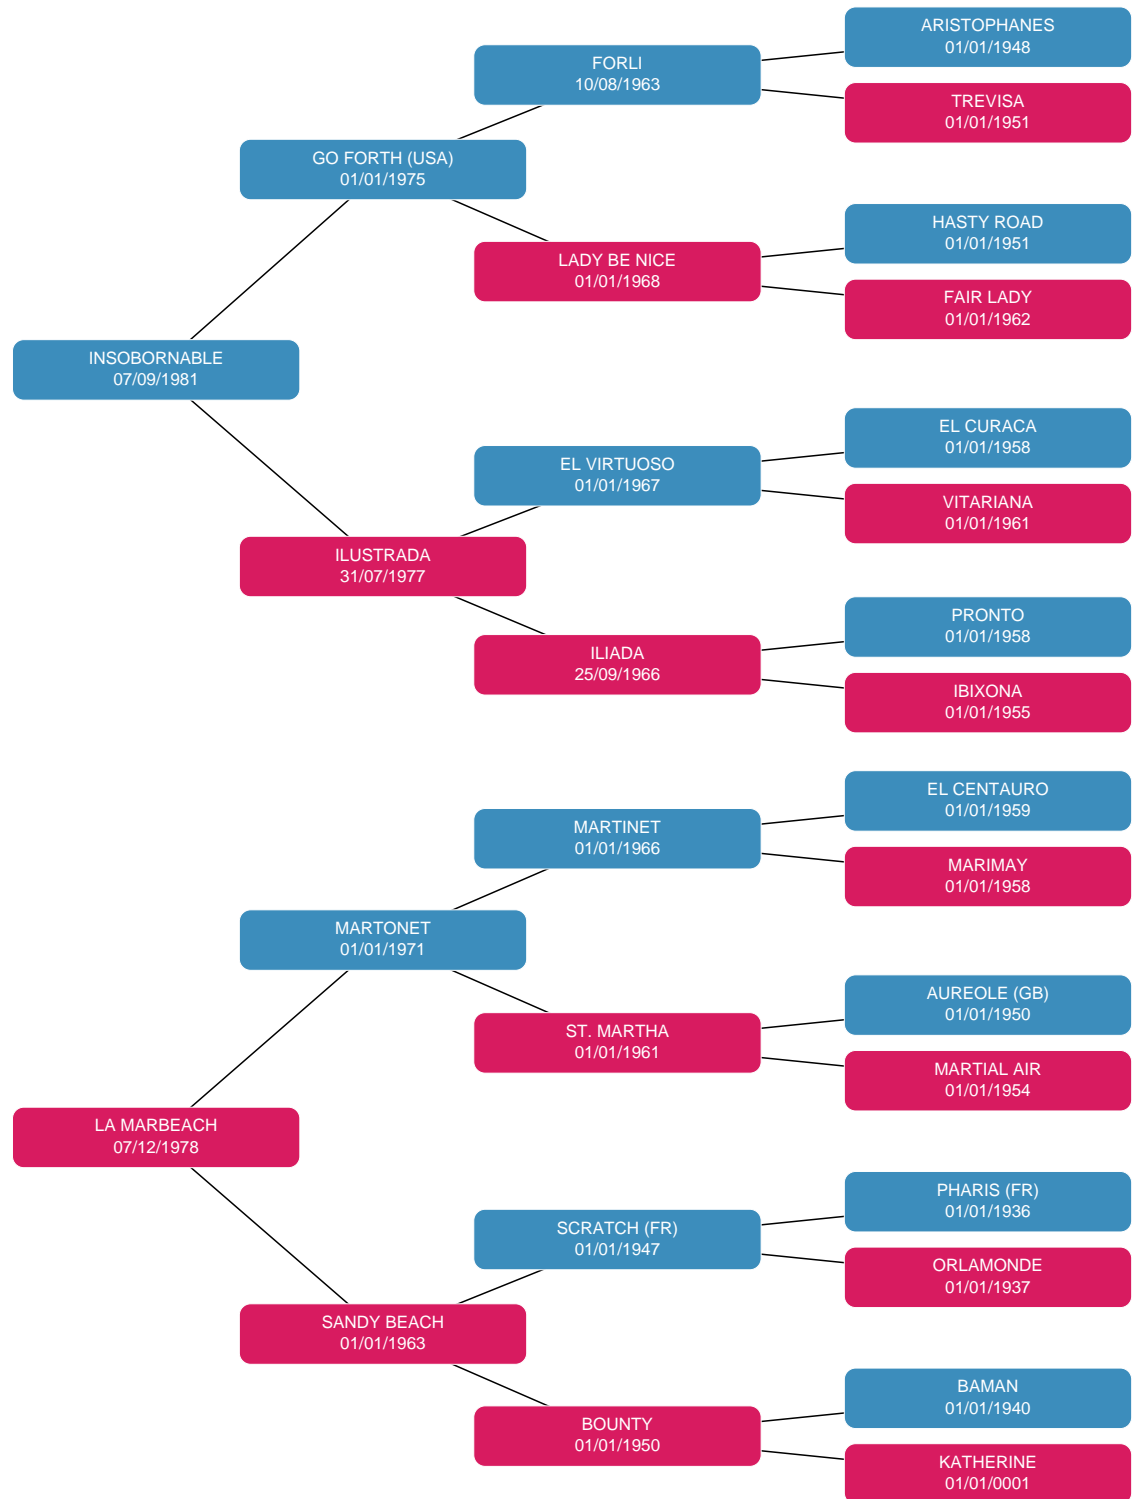 ARISTOPHANES
01/01/1948
FORLI
10/08/1963
TREVISA
01/01/1951
GO FORTH (USA)
01/01/1975
HASTY ROAD
01/01/1951
LADY BE NICE
01/01/1968
FAIR LADY
01/01/1962
INSOBORNABLE
07/09/1981
EL CURACA
01/01/1958
EL VIRTUOSO
01/01/1967
VITARIANA
01/01/1961
ILUSTRADA
31/07/1977
PRONTO
01/01/1958
ILIADA
25/09/1966
IBIXONA
01/01/1955
EL CENTAURO
01/01/1959
MARTINET
01/01/1966
MARIMAY
01/01/1958
MARTONET
01/01/1971
AUREOLE (GB)
01/01/1950
ST. MARTHA
01/01/1961
MARTIAL AIR
01/01/1954
LA MARBEACH
07/12/1978
PHARIS (FR)
01/01/1936
SCRATCH (FR)
01/01/1947
ORLAMONDE
01/01/1937
SANDY BEACH
01/01/1963
BAMAN
01/01/1940
BOUNTY
01/01/1950
KATHERINE
01/01/0001